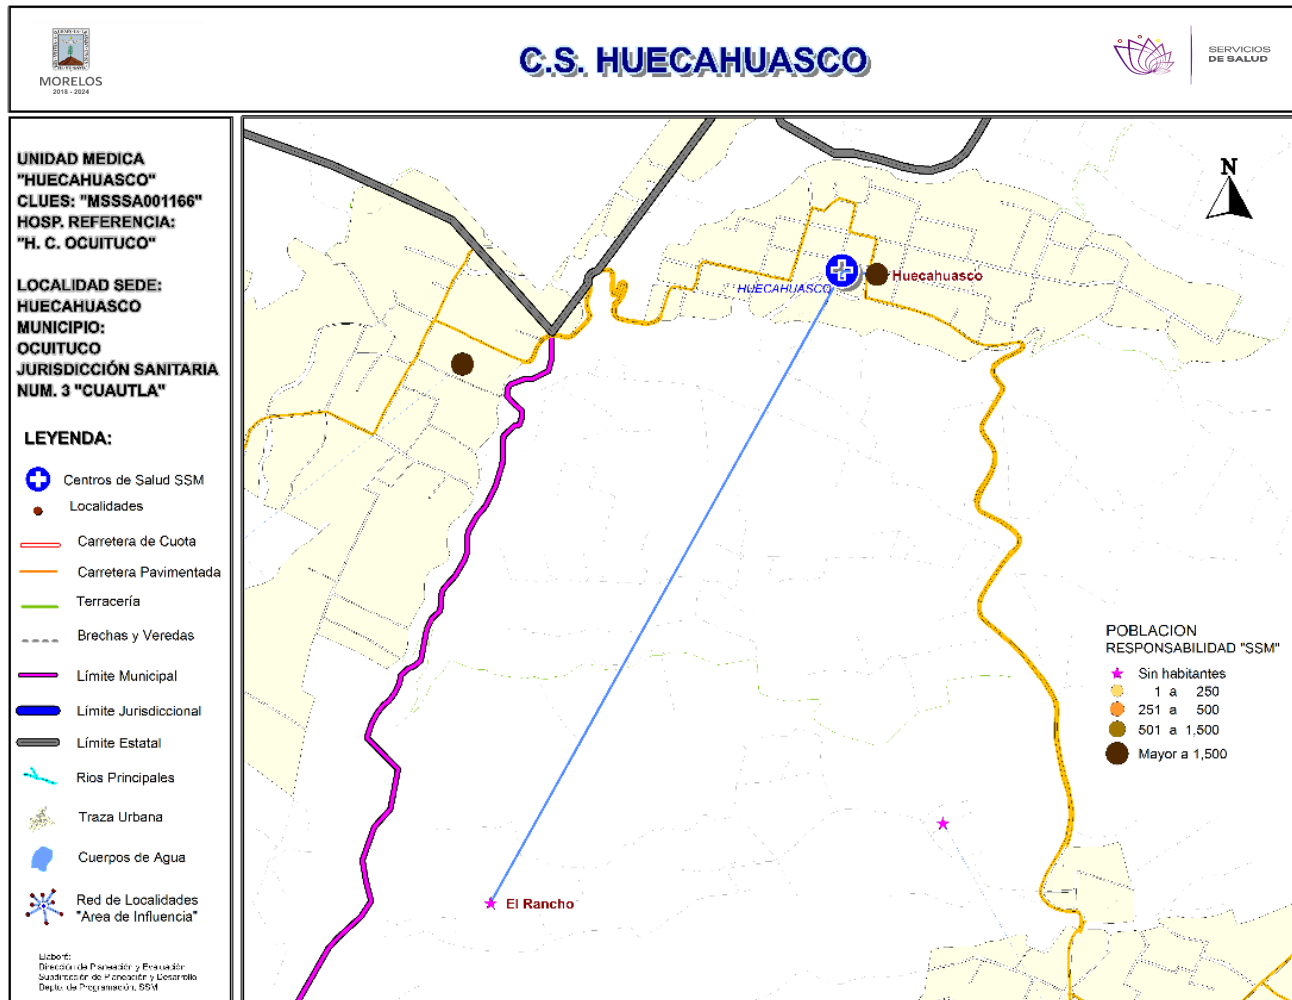 C.S. HUECAHUASCO
MORELOS
2018 - 2024
SERVICIOS
DE SALUD
UNIDAD MEDICA
"HUECAHUASCO"
CLUES: "MSSSA001166"
HOSP. REFERENCIA:
"H. C. OCUITUCO"
LOCALIDAD SEDE:
HUECAHUASCO
MUNICIPIO:
OCUITUCO
JURISDICCIÓN SANITARIA
NUM. 3 "CUAUTLA"
LEYENDA:
Centros de Salud SSM
Localidades
Carretera de Cuota
Carretera Pavimentada
Terracería
Brechas y Veredas
Límite Municipal
Límite Jurisdiccional
Límite Estatal
Rios Principales
Traza Urbana
Cuerpos de Agua
Red de Localidades
"Area de Influencia"
Elaboró:
Dirección de Planeación y Evaluación
Subdirección de Planeación y Desarrollo
Depto. de Programación, SSM
N
Huecahuasco
HUECAHUASCO
El Rancho
POBLACION
RESPONSABILIDAD "SSM"
Sin habitantes
1 a 250
251 a 500
501 a 1,500
Mayor a 1,500